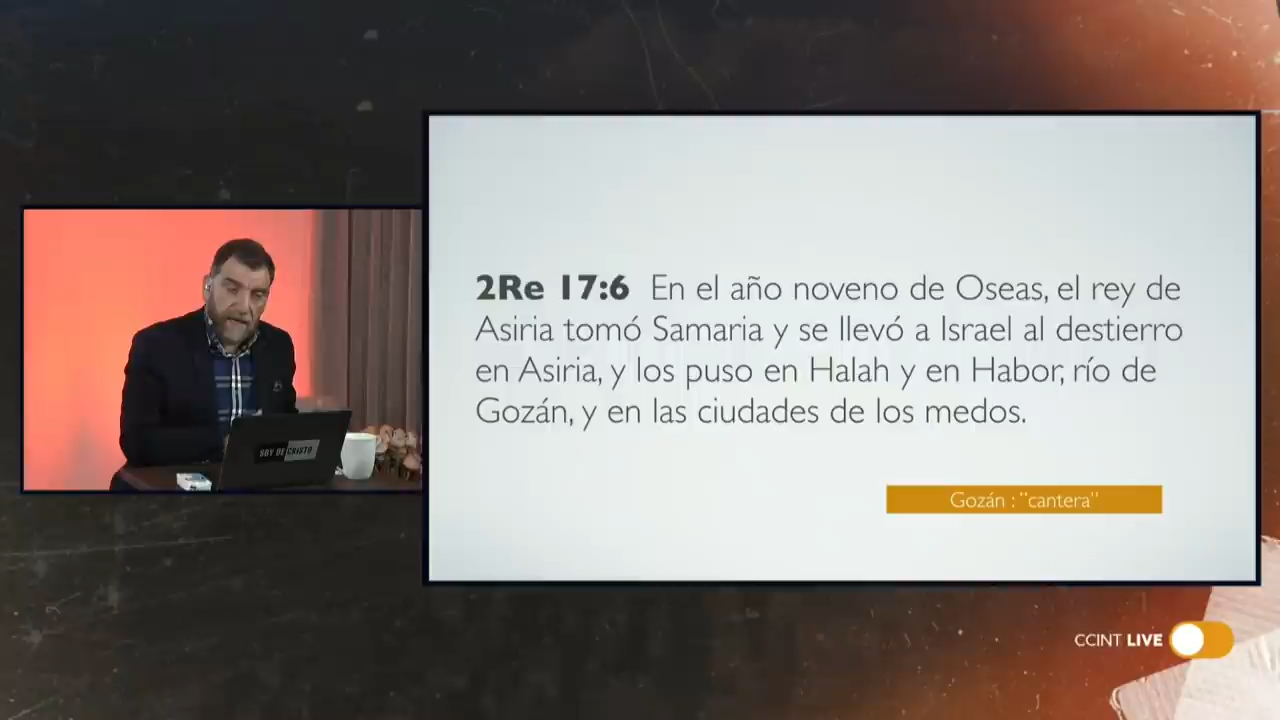 2Re 17:6 En el año noveno de Oseas, el rey de
Asiria tomó Samaria y se llevó a Israel al destierro
en Asiria, y los puso en Halah y en Habor, río de
Gozán, y en las ciudades de los medos.
Gozán : "cantera"
SOY DE CRISTO
CCINT LIVE